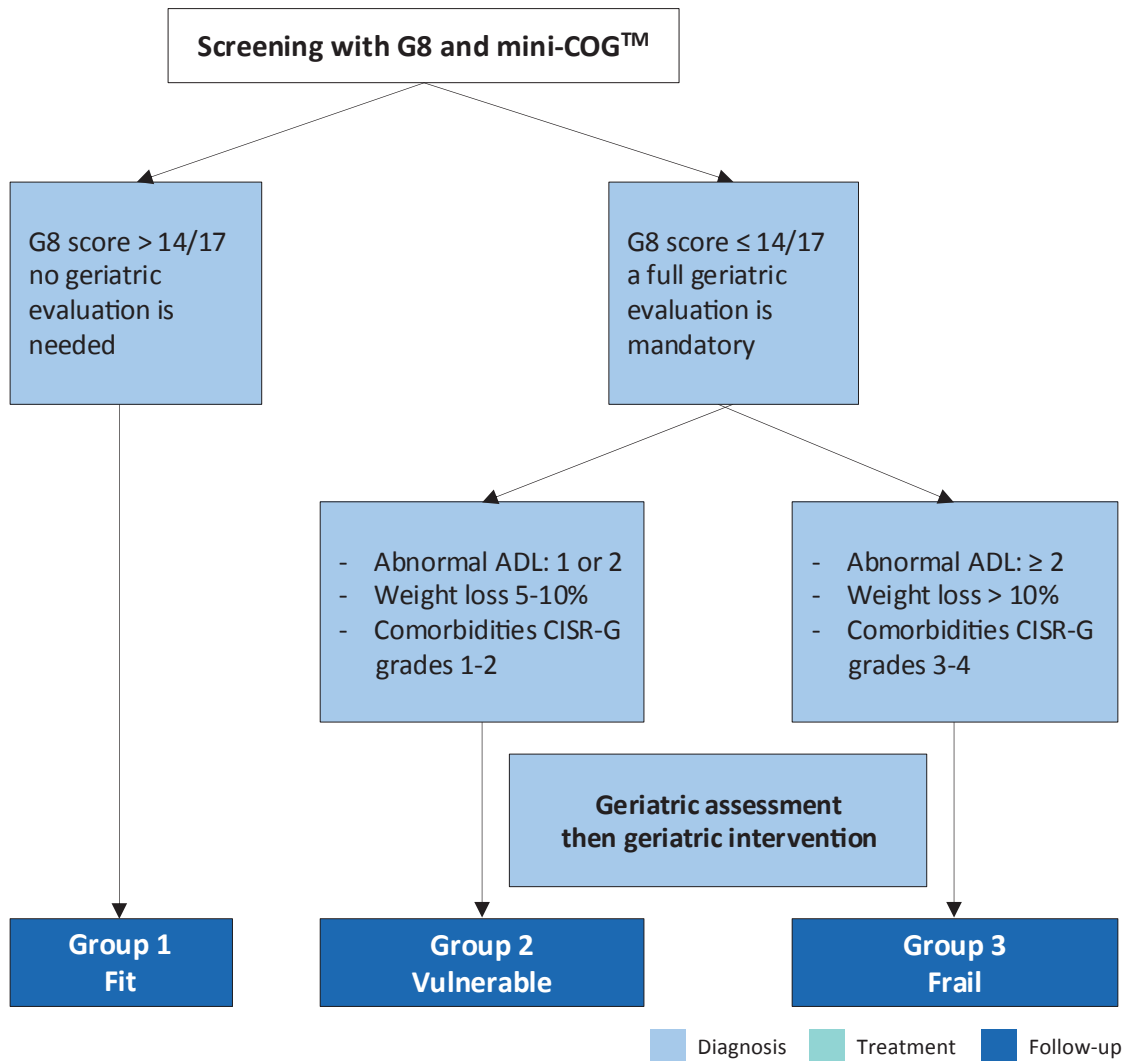 Screening with G8 and mini-COG™
G8 score > 14/17
no geriatric
evaluation is
needed
G8 score ≤ 14/17
a full geriatric
evaluation is
mandatory
- Abnormal ADL: 1 or 2
- Weight loss 5-10%
- Comorbidities CISR-G
grades 1-2
- Abnormal ADL: ≥ 2
- Weight loss > 10%
- Comorbidities CISR-G
grades 3-4
Geriatric assessment
then geriatric intervention
Group 1
Fit
Group 2
Vulnerable
Group 3
Frail
Diagnosis
Treatment
Follow-up